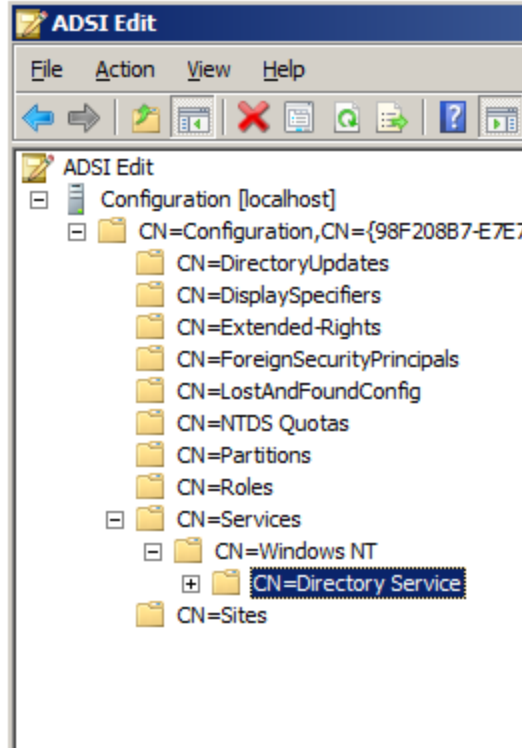 ADSI Edit
File Action View Help
ADSI Edit
Configuration [localhost]
CN=Configuration,CN={98F208B7-E7E7
CN=DirectoryUpdates
CN=DisplaySpecifiers
CN=Extended-Rights
CN=ForeignSecurityPrincipals
CN=LostAndFoundConfig
CN=NTDS Quotas
CN=Partitions
CN=Roles
CN=Services
CN=Windows NT
CN=Directory Service
CN=Sites